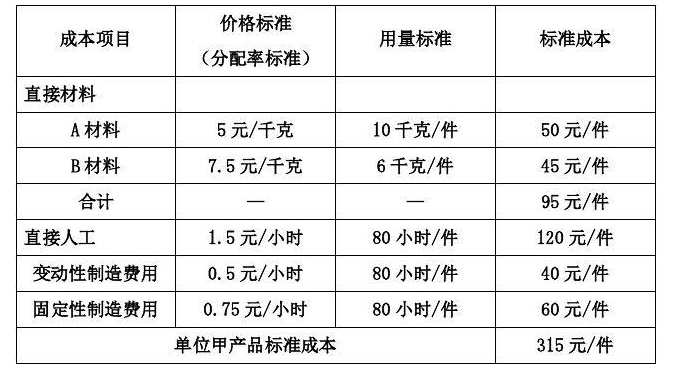 成本项目 价格标准（分配率标准） 用量标准 标准成本
直接材料
A 材料 5 元/千克 10 千克/件 50 元/件
B 材料 7.5 元/千克 6 千克/件 45 元/件
合计 — — 95 元/件
直接人工 1.5 元/小时 80 小时/件 120 元/件
变动性制造费用 0.5 元/小时 80 小时/件 40 元/件
固定性制造费用 0.75 元/小时 80 小时/件 60 元/件
单位甲产品标准成本 315 元/件